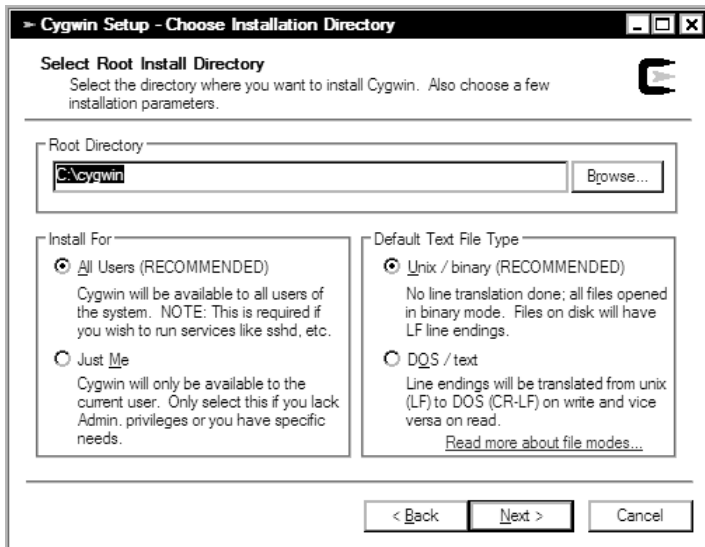 Cygwin Setup - Choose Installation Directory
Select Root Install Directory
Select the directory where you want to install Cygwin. Also choose a few
installation parameters.
Root Directory
C:\cygwin
Browse...
Install For
All Users (RECOMMENDED)
Cygwin will be available to all users of
the system. NOTE: This is required if
you wish to run services like sshd, etc.
Just Me
Cygwin will only be available to the
current user. Only select this if you lack
Admin. privileges or you have specific
needs.
Default Text File Type
Unix / binary (RECOMMENDED)
No line translation done; all files opened
in binary mode. Files on disk will have
LF line endings.
DOS / text
Line endings will be translated from unix
(LF) to DOS (CR-LF) on write and vice
versa on read.
Read more about file modes...
< Back
Next >
Cancel